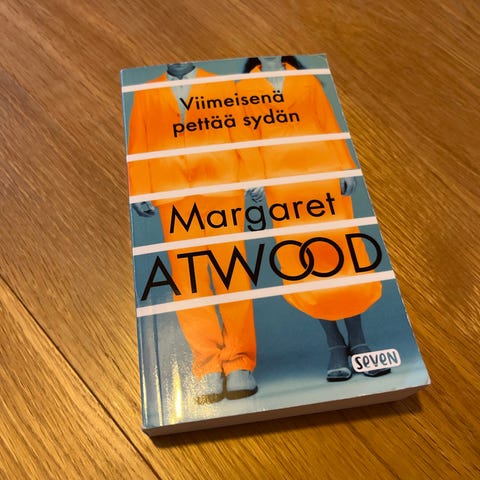 Viimeisenä
pettää sydän
Margaret
ATWOOD
seven